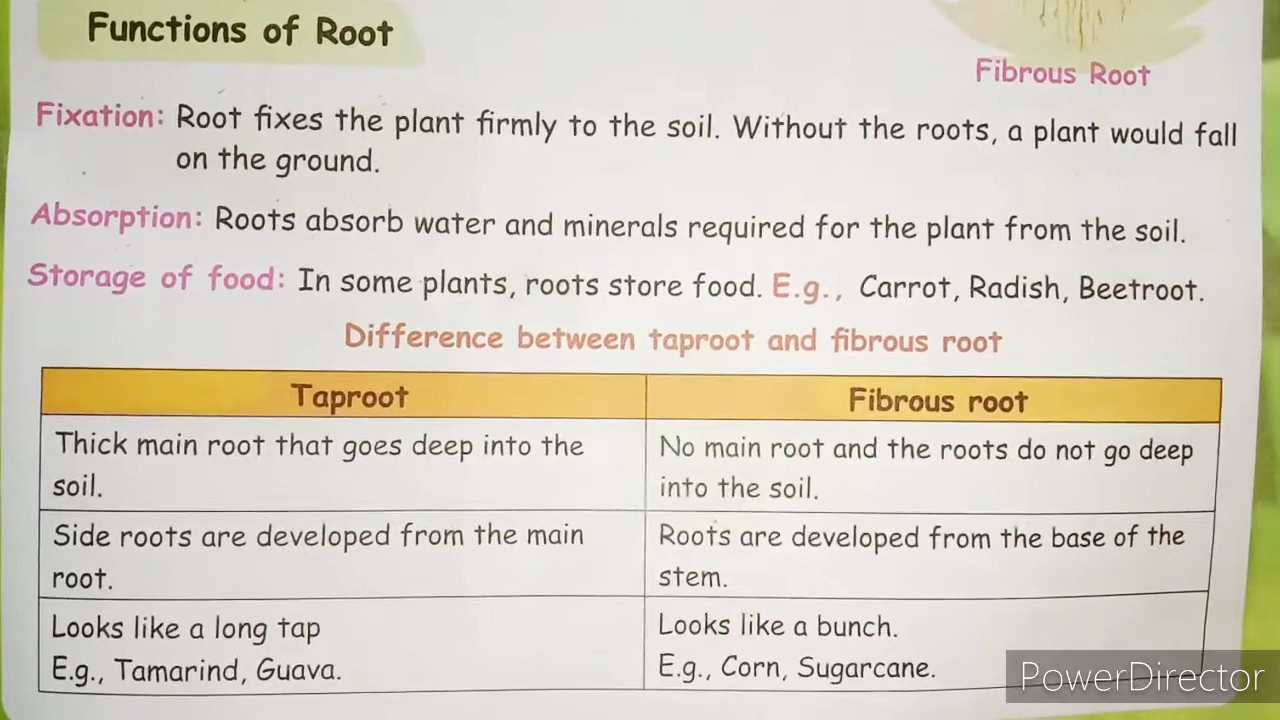 Functions of Root
Fibrous Root
Fixation: Root fixes the plant firmly to the soil. Without the roots, a plant would fall
on the ground.
Absorption: Roots absorb water and minerals required for the plant from the soil.
Storage of food: In some plants, roots store food. E.g., Carrot, Radish, Beetroot.
Difference between taproot and fibrous root
Taproot
Fibrous root
Thick main root that goes deep into the
soil.
No main root and the roots do not go deep
into the soil.
Side roots are developed from the main
root.
Roots are developed from the base of the
stem.
Looks like a long tap
E.g., Tamarind, Guava.
Looks like a bunch.
E.g., Corn, Sugarcane.
PowerDirector